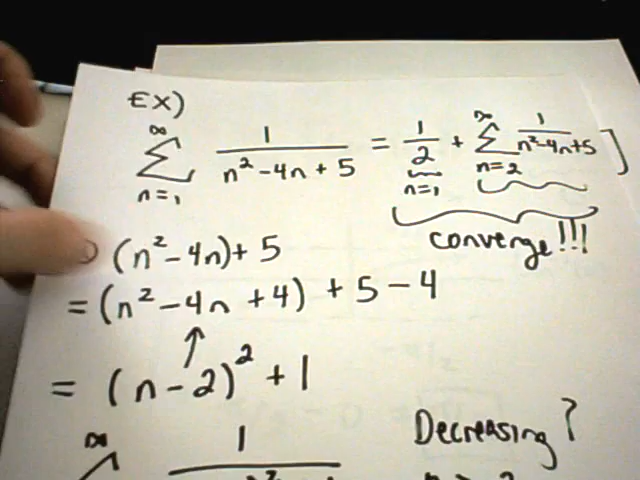 EX)
∞ Σ n=1 1/(n² - 4n + 5) = 1/2 n=1 + ∞ Σ n=2 1/(n² - 4n + 5) ]
converge!!!
(n² - 4n) + 5
= (n² - 4n + 4) + 5 - 4
= (n - 2)² + 1
Decreasing?
∞ Σ 1